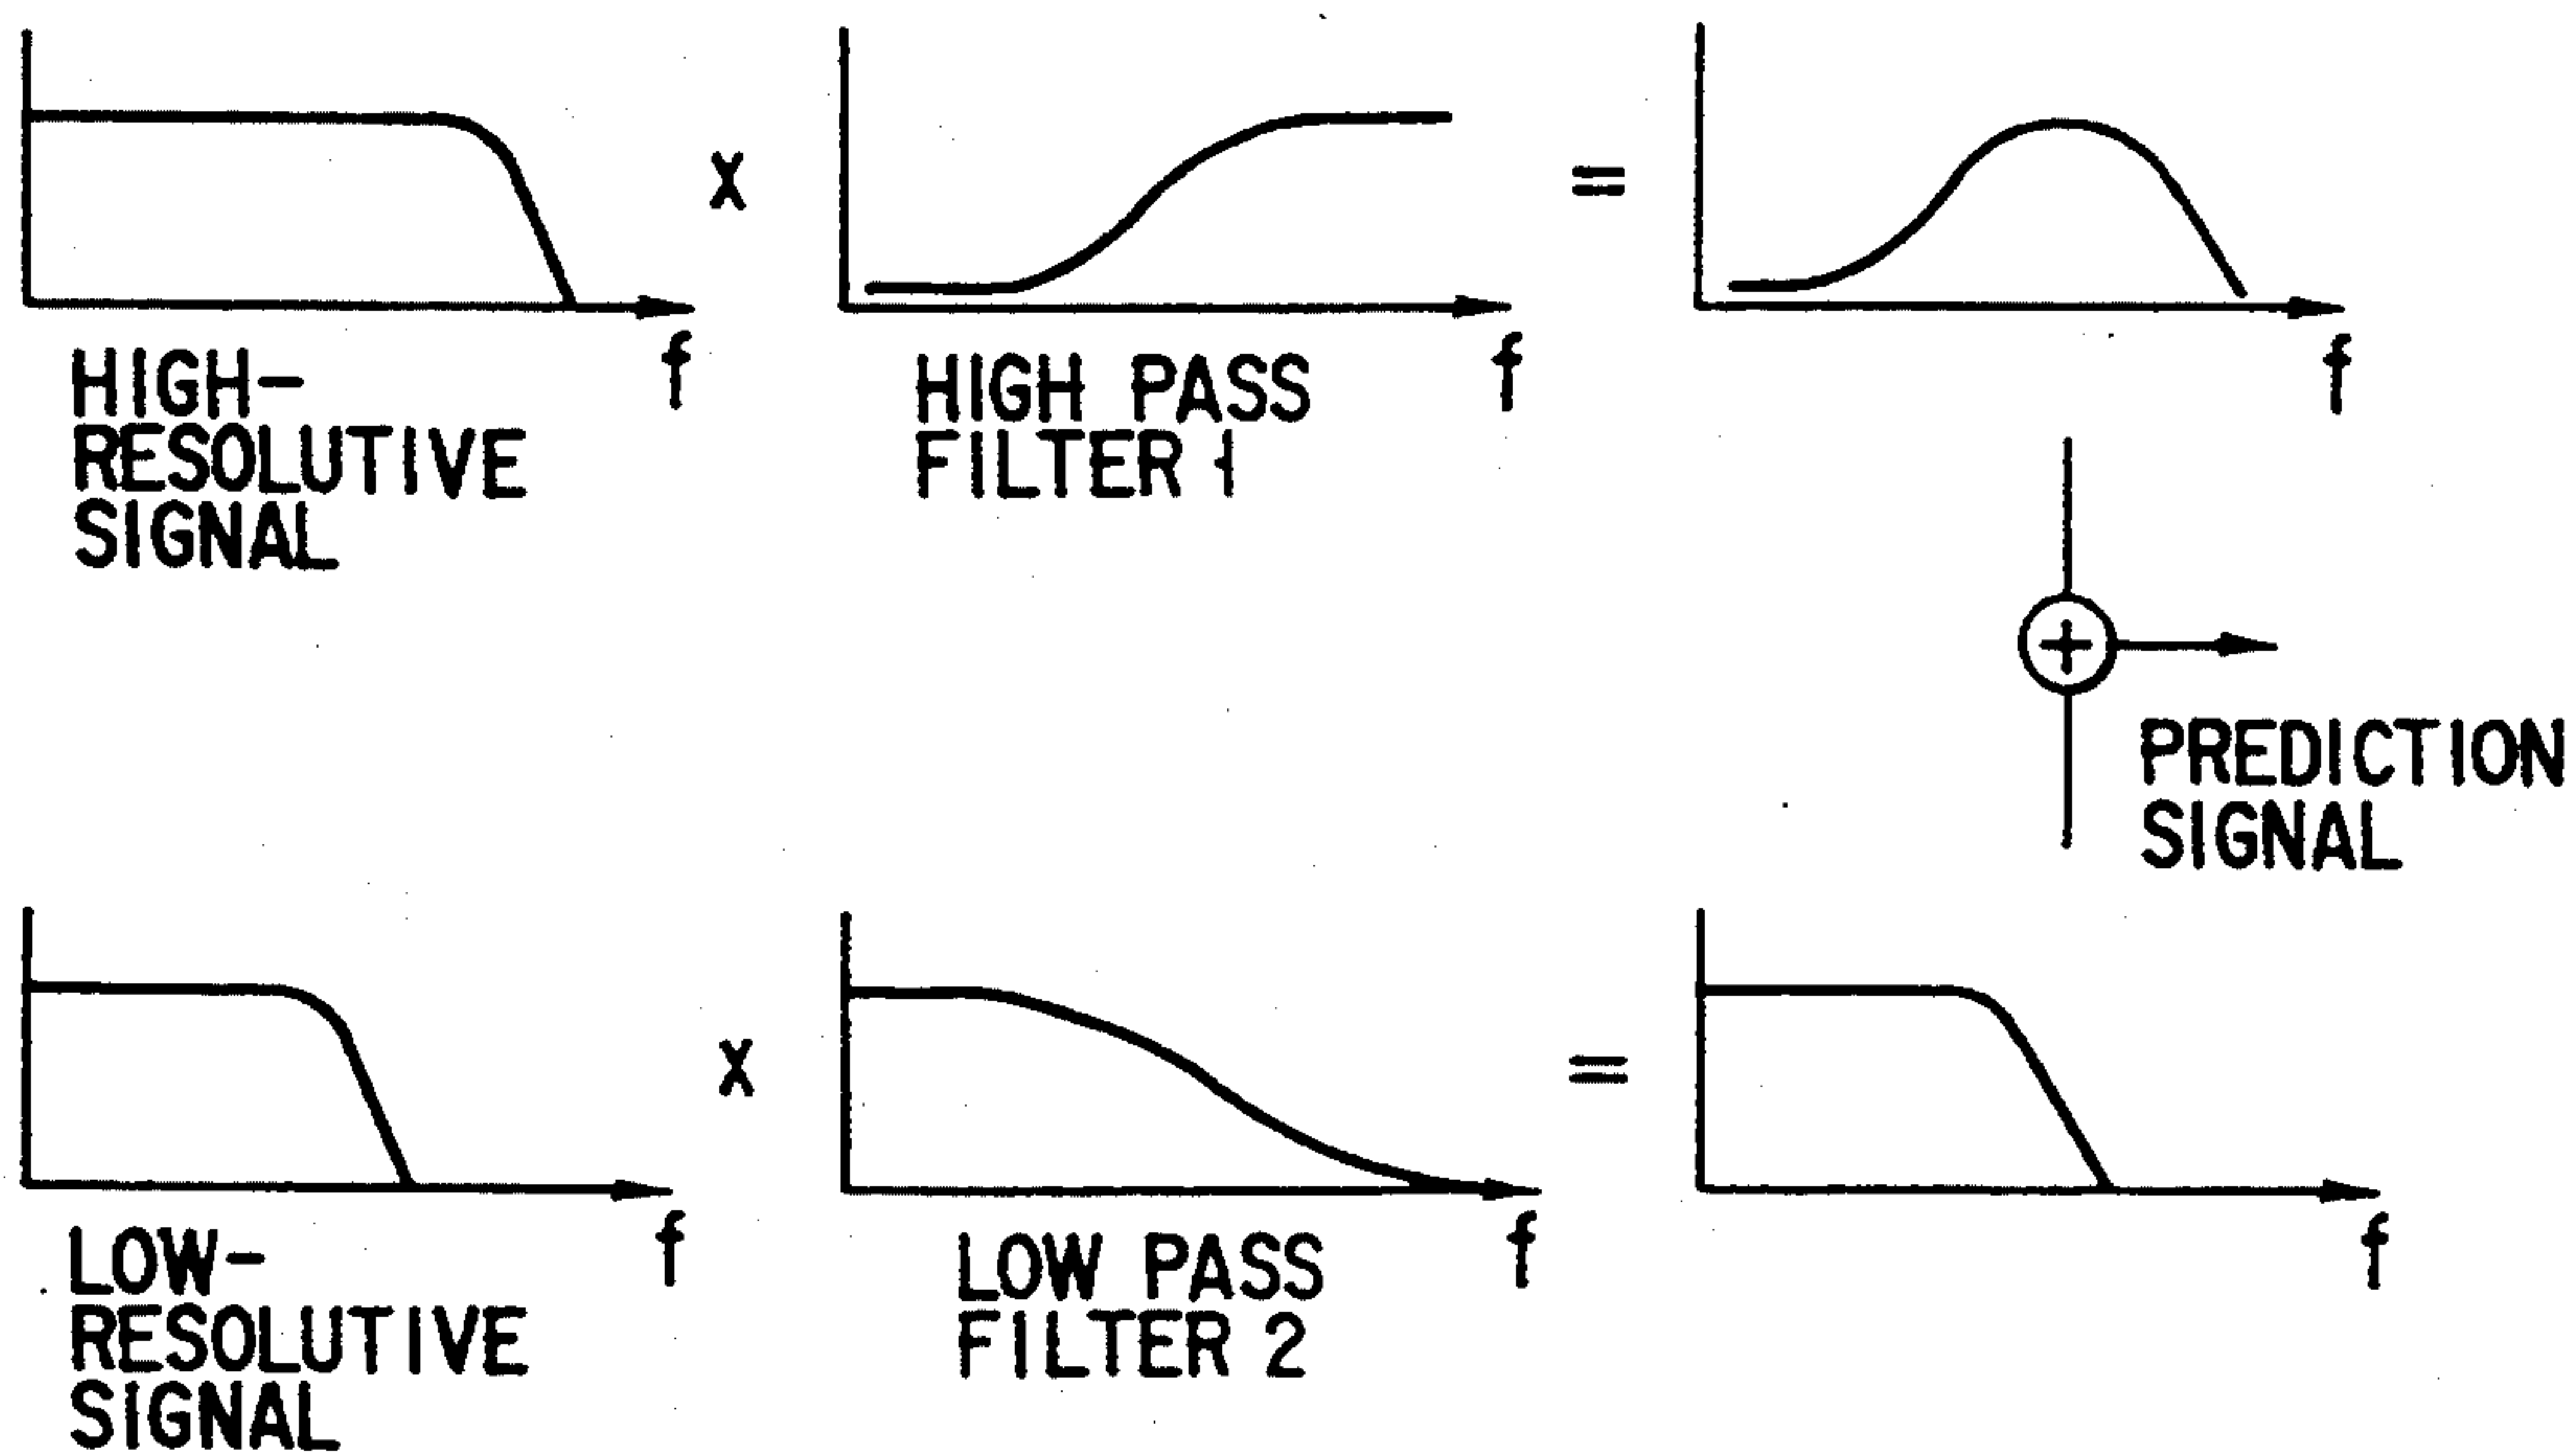 X
=
f
f
f
HIGH-
RESOLUTIVE
SIGNAL
HIGH PASS
FILTER 1
+
PREDICTION
SIGNAL
X
=
f
f
f
LOW-
RESOLUTIVE
SIGNAL
LOW PASS
FILTER 2